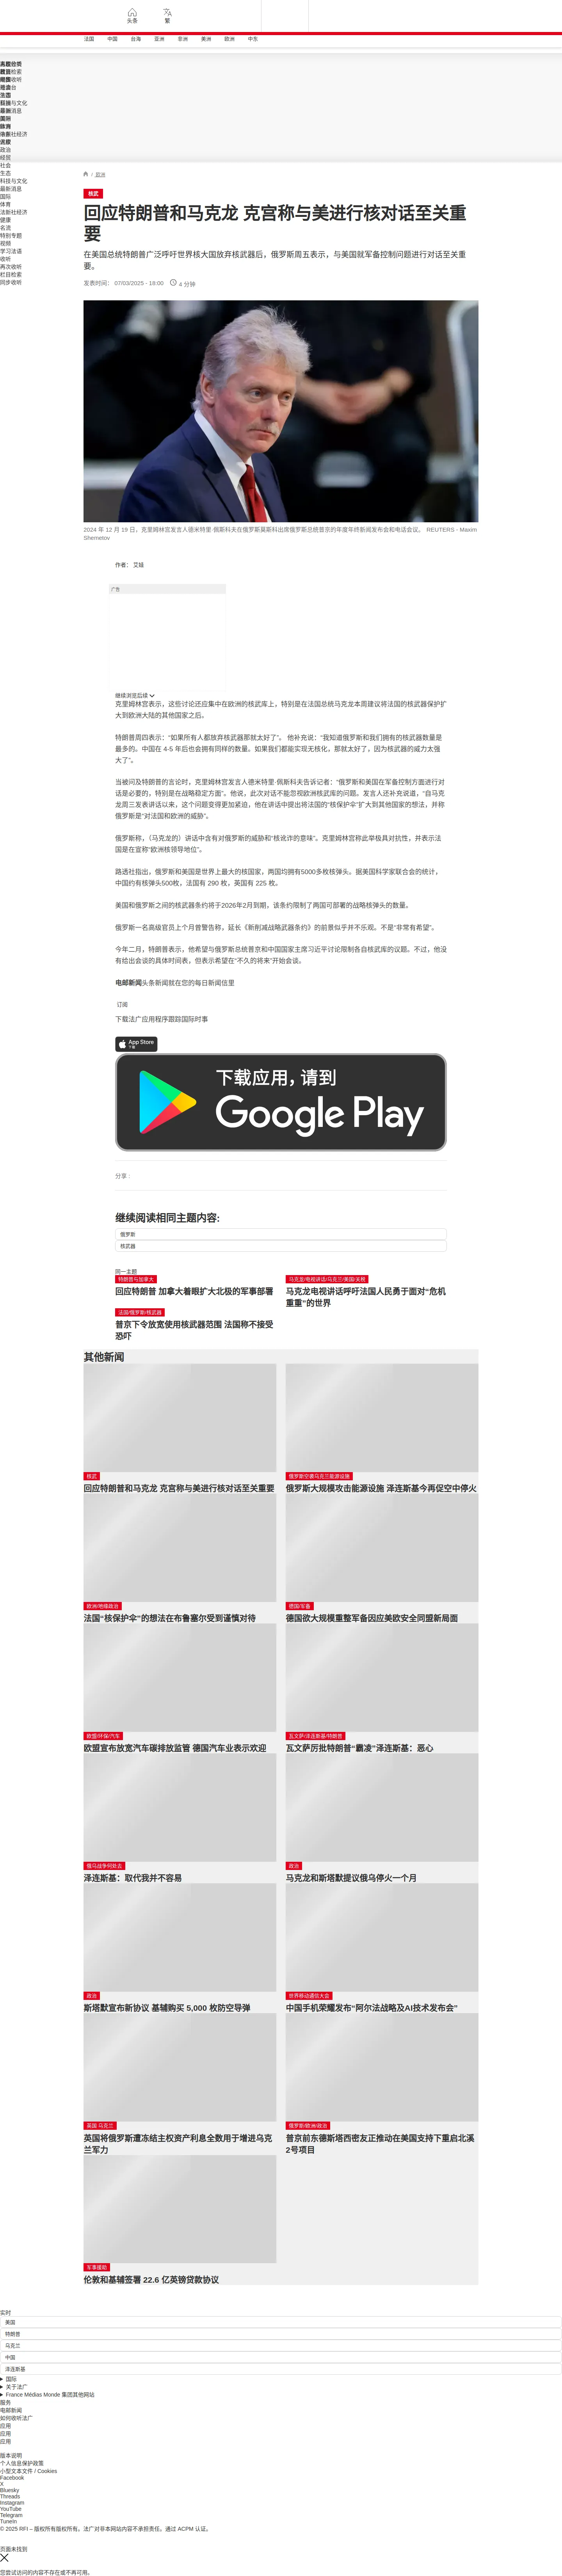 头条
繁
法国
中国
台海
亚洲
非洲
美洲
欧洲
中东
政治
经贸
社会
生态
科技与文化
最新消息
国际
体育
法新社经济
健康
名流
特别专题
视频
学习法语
收听
再次收听
栏目检索
同步收听
/ 欧洲
核武
回应特朗普和马克龙 克宫称与美进行核对话至关重
要
在美国总统特朗普广泛呼吁世界核大国放弃核武器后，俄罗斯周五表示，与美国就军备控制问题进行对话至关重
要。
发表时间： 07/03/2025 - 18:00 4 分钟
2024 年 12 月 19 日，克里姆林宫发言人德米特里·佩斯科夫在俄罗斯莫斯科出席俄罗斯总统普京的年度年终新闻发布会和电话会议。 REUTERS - Maxim
Shemetov
作者： 艾娅
广告
继续浏览后续
克里姆林宫表示，这些讨论还应集中在欧洲的核武库上，特别是在法国总统马克龙本周建议将法国的核武器保护扩
大到欧洲大陆的其他国家之后。
特朗普周四表示：“如果所有人都放弃核武器那就太好了”。 他补充说：“我知道俄罗斯和我们拥有的核武器数量是
最多的。中国在 4-5 年后也会拥有同样的数量。如果我们都能实现无核化，那就太好了，因为核武器的威力太强
大了”。
当被问及特朗普的言论时，克里姆林宫发言人德米特里·佩斯科夫告诉记者：“俄罗斯和美国在军备控制方面进行对
话是必要的，特别是在战略稳定方面”。他说，此次对话不能忽视欧洲核武库的问题。发言人还补充说道，“自马克
龙周三发表讲话以来，这个问题变得更加紧迫，他在讲话中提出将法国的“核保护伞”扩大到其他国家的想法，并称
俄罗斯是“对法国和欧洲的威胁”。
俄罗斯称，（马克龙的）讲话中含有对俄罗斯的威胁和“核讹诈的意味”。克里姆林宫称此举极具对抗性，并表示法
国是在宣称“欧洲核领导地位”。
路透社指出，俄罗斯和美国是世界上最大的核国家，两国均拥有5000多枚核弹头。据美国科学家联合会的统计，
中国约有核弹头500枚，法国有 290 枚，英国有 225 枚。
美国和俄罗斯之间的核武器条约将于2026年2月到期，该条约限制了两国可部署的战略核弹头的数量。
俄罗斯一名高级官员上个月曾警告称，延长《新削减战略武器条约》的前景似乎并不乐观。不是“非常有希望”。
今年二月，特朗普表示，他希望与俄罗斯总统普京和中国国家主席习近平讨论限制各自核武库的议题。不过，他没
有给出会谈的具体时间表，但表示希望在“不久的将来”开始会谈。
电邮新闻头条新闻就在您的每日新闻信里
订阅
下载法广应用程序跟踪国际时事
App Store
下载
下载应用，请到
Google Play
分享 :
继续阅读相同主题内容:
俄罗斯
核武器
同一主题
特朗普与加拿大
回应特朗普 加拿大着眼扩大北极的军事部署
马克龙/电视讲话/乌克兰/美国/关税
马克龙电视讲话呼吁法国人民勇于面对“危机
重重”的世界
法国/俄罗斯/核武器
普京下令放宽使用核武器范围 法国称不接受
恐吓
其他新闻
核武
回应特朗普和马克龙 克宫称与美进行核对话至关重要
俄罗斯空袭乌克兰能源设施
俄罗斯大规模攻击能源设施 泽连斯基今再促空中停火
欧洲/地缘政治
法国“核保护伞”的想法在布鲁塞尔受到谨慎对待
德国/军备
德国欲大规模重整军备因应美欧安全同盟新局面
欧盟/环保/汽车
欧盟宣布放宽汽车碳排放监管 德国汽车业表示欢迎
瓦文萨/泽连斯基/特朗普
瓦文萨厉批特朗普“霸凌”泽连斯基：恶心
俄乌战争何处去
泽连斯基：取代我并不容易
政治
马克龙和斯塔默提议俄乌停火一个月
政治
斯塔默宣布新协议 基辅购买 5,000 枚防空导弹
世界移动通信大会
中国手机荣耀发布“阿尔法战略及AI技术发布会”
英国 乌克兰
英国将俄罗斯遭冻结主权资产利息全数用于增进乌克
兰军力
俄罗斯/欧洲/政治
普京前东德斯塔西密友正推动在美国支持下重启北溪
2号项目
军事援助
伦敦和基辅签署 22.6 亿英镑贷款协议
实时
美国
特朗普
乌克兰
中国
泽连斯基
国际
关于法广
France Médias Monde 集团其他网站
服务
电邮新闻
如何收听法广
应用
应用
应用
版本说明
个人信息保护政策
小型文本文件 / Cookies
Facebook
X
Bluesky
Threads
Instagram
YouTube
Telegram
TuneIn
© 2025 RFI – 版权所有版权所有。法广对非本网站内容不承担责任。通过 ACPM 认证。
页面未找到
您尝试访问的内容不存在或不再可用。